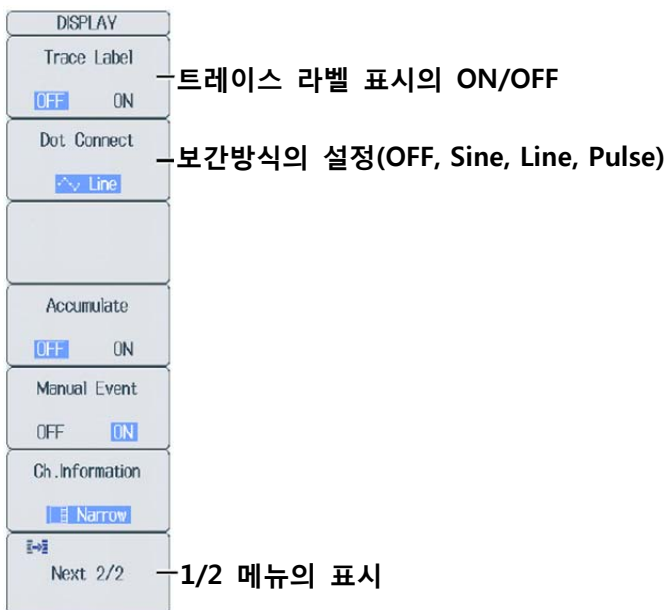 DISPLAY
Trace Label
OFF ON
트레이스 라벨 표시의 ON/OFF
Dot Connect
Line
보간방식의 설정(OFF, Sine, Line, Pulse)
Accumulate
OFF ON
Manual Event
OFF ON
Ch.Information
Narrow
Next 2/2
1/2 메뉴의 표시